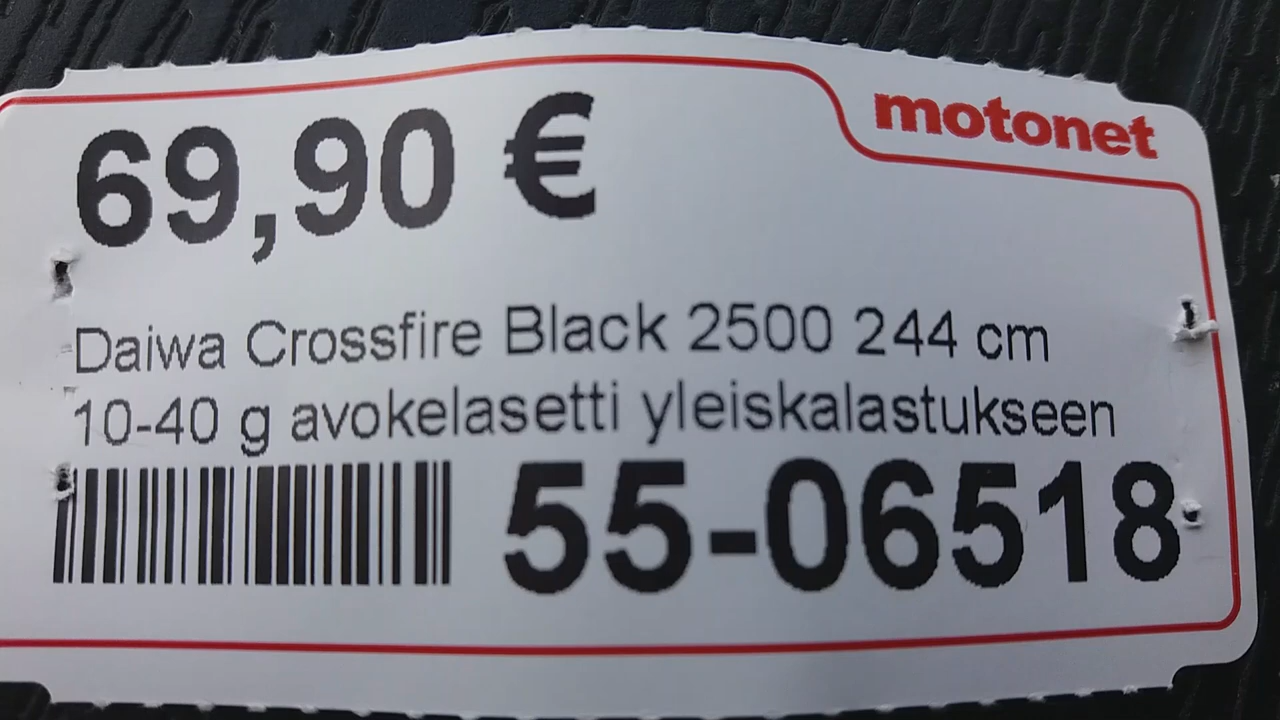 motonet
69,90 €
Daiwa Crossfire Black 2500 244 cm
10-40 g avokelasetti yleiskalastukseen
55-06518